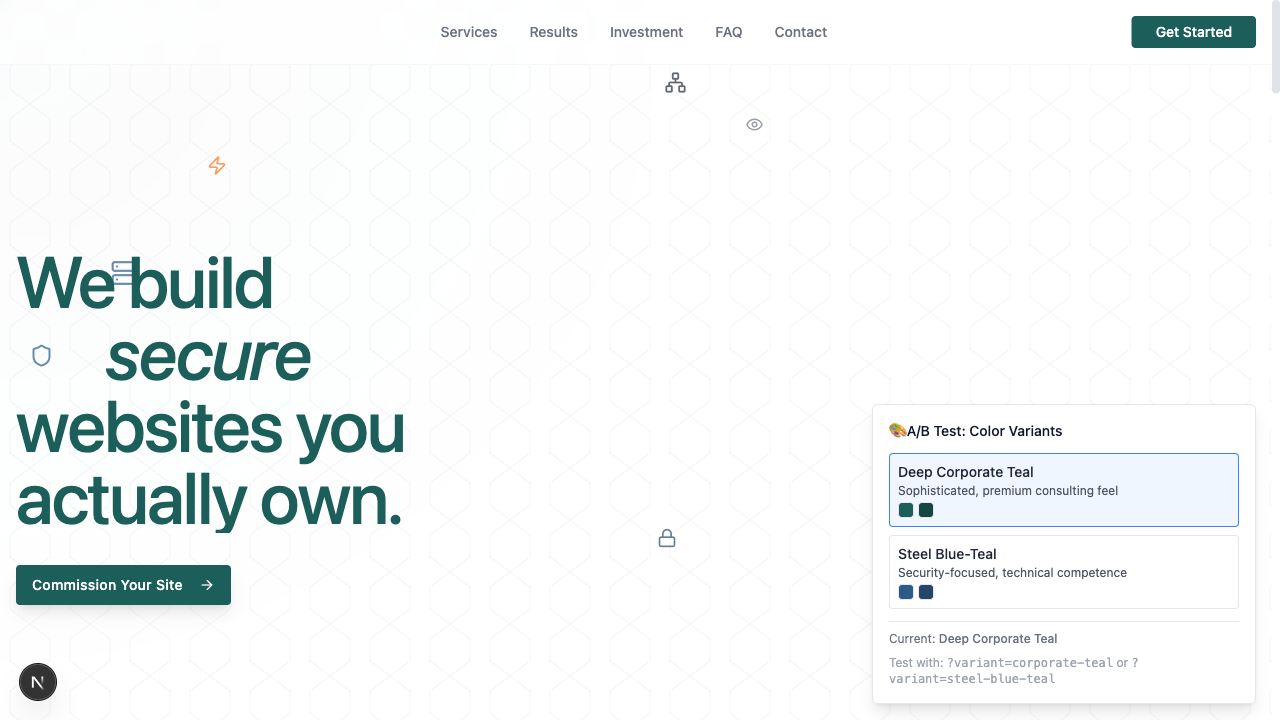 Services Results Investment FAQ Contact Get Started
We build
secure
websites you
actually own.
Commission Your Site
A/B Test: Color Variants
Deep Corporate Teal
Sophisticated, premium consulting feel
Steel Blue-Teal
Security-focused, technical competence
Current: Deep Corporate Teal
Test with: ?variant=corporate-teal or ?
variant=steel-blue-teal
N